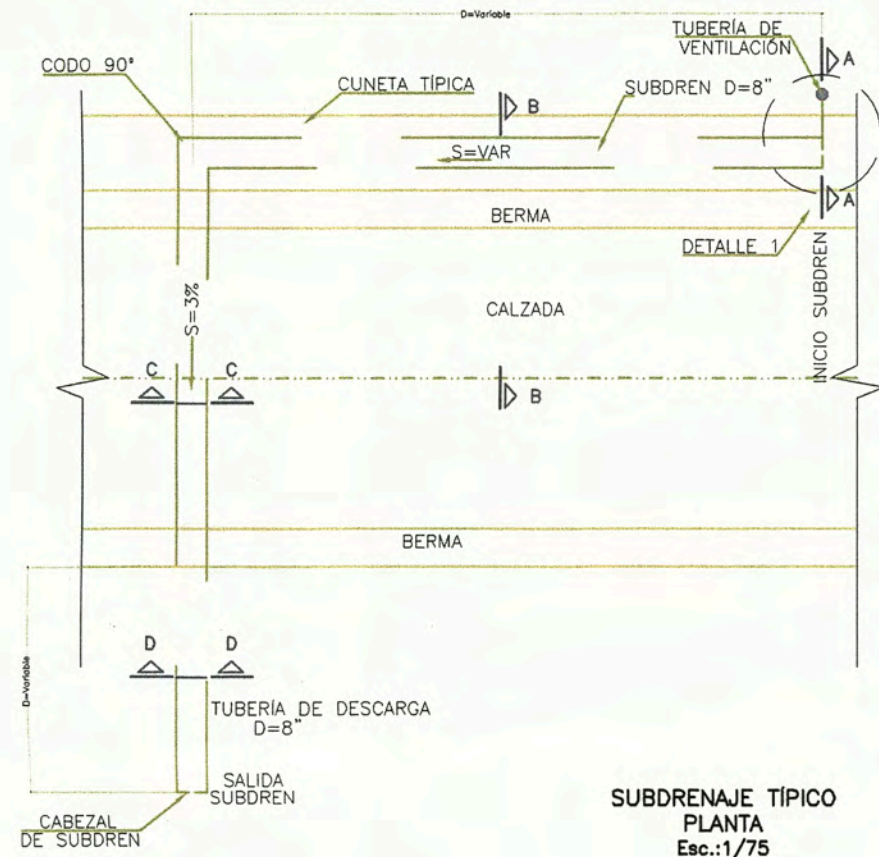 D=Variable
TUBERÍA DE
VENTILACIÓN
A
CODO 90°
CUNETA TÍPICA
SUBDREN D=8"
B
S=VAR
A
BERMA
DETALLE 1
INICIO SUBDREN
S=3%
CALZADA
C
C
B
BERMA
D
D
D=Variable
TUBERÍA DE DESCARGA
D=8"
SALIDA
SUBDREN
CABEZAL
DE SUBDREN
SUBDRENAJE TÍPICO
PLANTA
Esc.:1/75